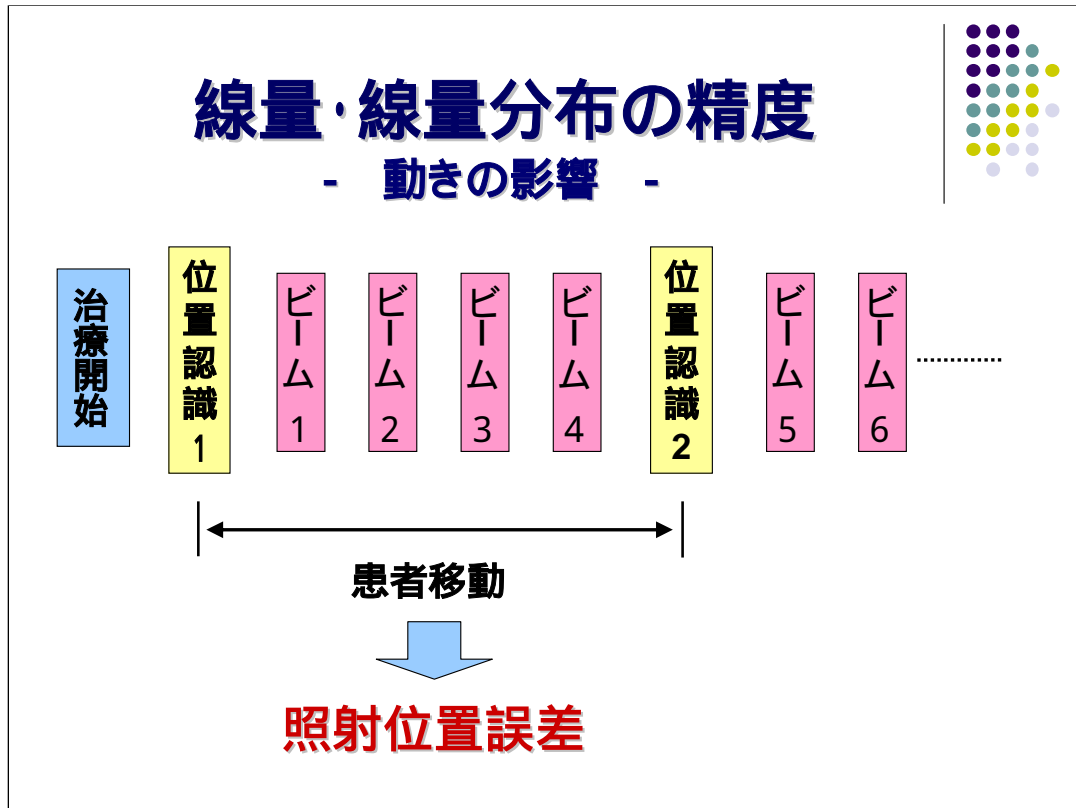 線量・線量分布の精度
- 動きの影響 -
治療開始
位置認識1
ビーム1
ビーム2
ビーム3
ビーム4
位置認識2
ビーム5
ビーム6
............
患者移動
照射位置誤差